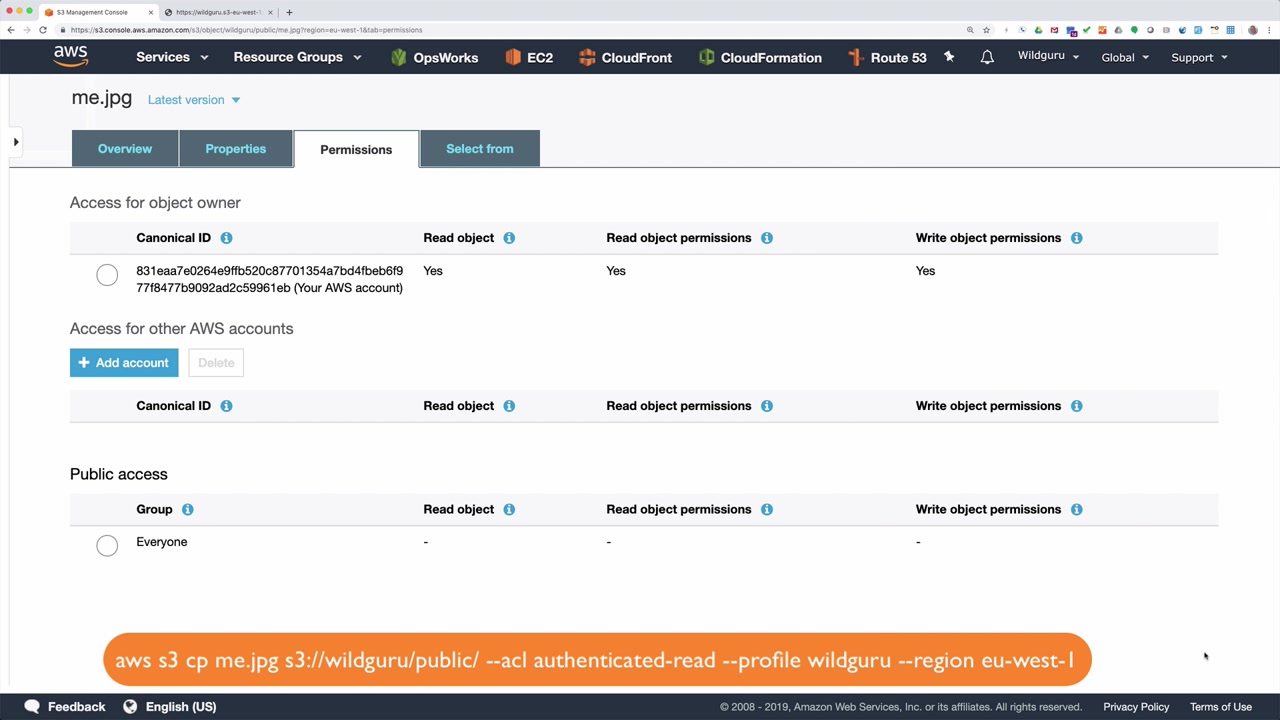 S3 Management Console
https://wildguru.s3-eu-west-1.
https://s3.console.aws.amazon.com/s3/object/wildguru/public/me.jpg?region=eu-west-1&tab=permissions
aws Services Resource Groups OpsWorks EC2 CloudFront CloudFormation Route 53 Wildguru Global Support
me.jpg Latest version
Overview Properties Permissions Select from
Access for object owner
Canonical ID Read object Read object permissions Write object permissions
831eaa7e0264e9ffb520c87701354a7bd4fbeb6f9 Yes Yes Yes
77f8477b9092ad2c59961eb (Your AWS account)
Access for other AWS accounts
+ Add account Delete
Canonical ID Read object Read object permissions Write object permissions
Public access
Group Read object Read object permissions Write object permissions
Everyone - - -
aws s3 cp me.jpg s3://wildguru/public/ --acl authenticated-read --profile wildguru --region eu-west-1
Feedback English (US) © 2008 - 2019, Amazon Web Services, Inc. or its affiliates. All rights reserved. Privacy Policy Terms of Use